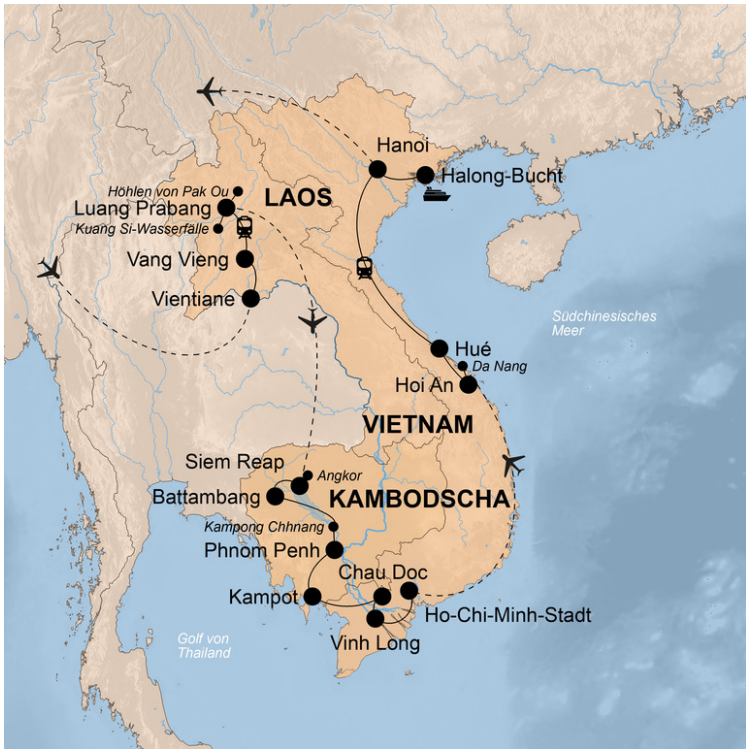 Hanoi
Halong-Bucht
Höhlen von Pak Ou
LAOS
Luang Prabang
Kuang Si-Wasserfälle
Vang Vieng
Vientiane
Südchinesisches
Meer
Hué
Da Nang
Hoi An
VIETNAM
Siem Reap
Angkor
Battambang
KAMBODSCHA
Kampong Chhnang
Phnom Penh
Chau Doc
Kampot
Ho-Chi-Minh-Stadt
Golf von
Thailand
Vinh Long